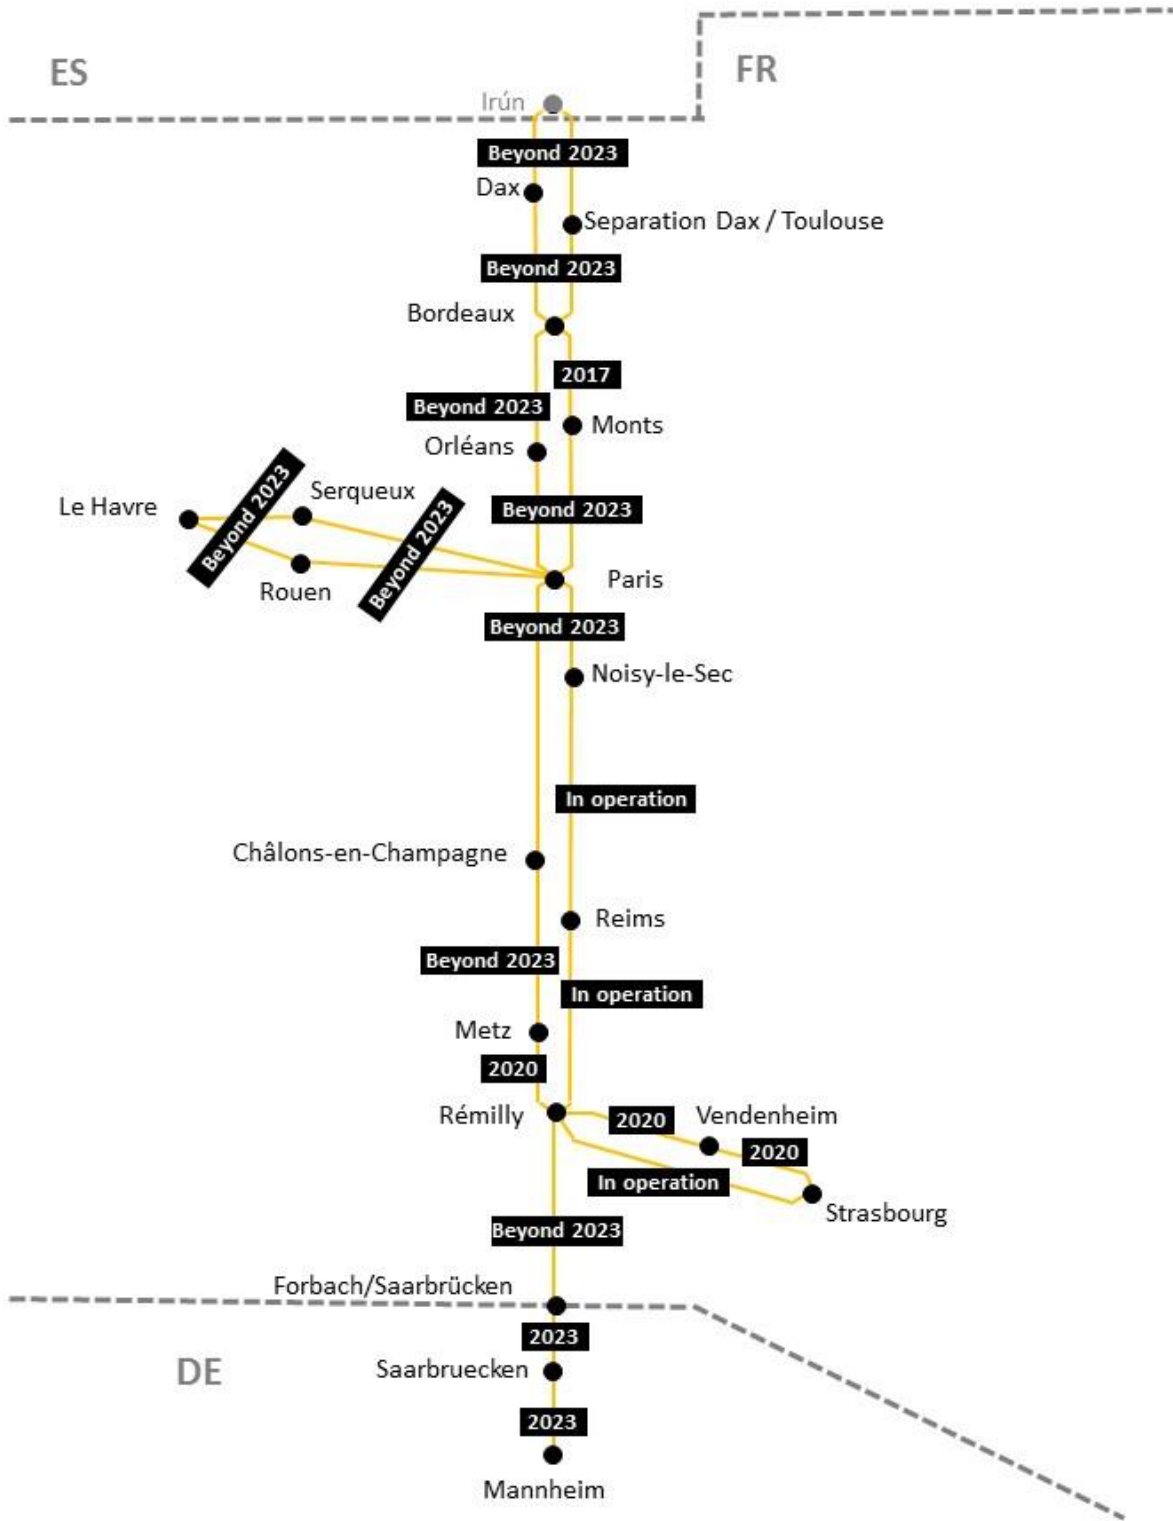 ES
FR
Irún
Beyond 2023
Dax
Separation Dax / Toulouse
Beyond 2023
Bordeaux
2017
Beyond 2023
Monts
Orléans
Beyond 2023
Serqueux
Le Havre
Beyond 2023
Beyond 2023
Rouen
Paris
Beyond 2023
Noisy-le-Sec
In operation
Châlons-en-Champagne
Reims
Beyond 2023
In operation
Metz
2020
Rémilly
2020
Vendenheim
2020
In operation
Strasbourg
Beyond 2023
Forbach/Saarbrücken
2023
DE
Saarbruecken
2023
Mannheim